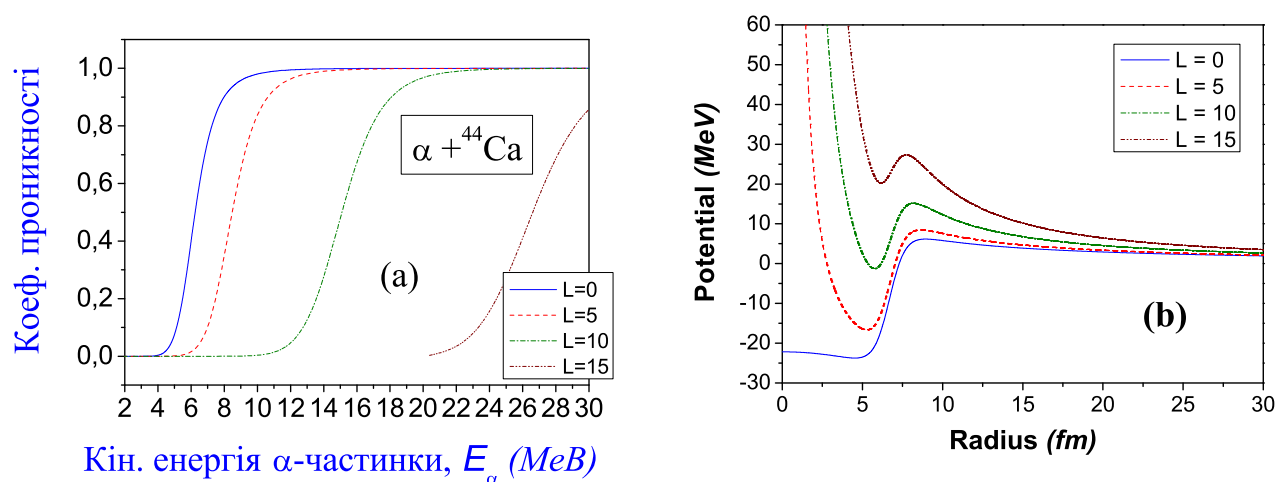 Коеф. проникності
1,0
0,8
0,6
0,4
0,2
0,0
α + ⁴⁴Ca
(a)
L=0
L=5
L=10
L=15
2 4 6 8 10 12 14 16 18 20 22 24 26 28 30
Кін. енергія α-частинки, E_α (МеВ)
Potential (MeV)
60
50
40
30
20
10
0
-10
-20
-30
L = 0
L = 5
L = 10
L = 15
(b)
0 5 10 15 20 25 30
Radius (fm)